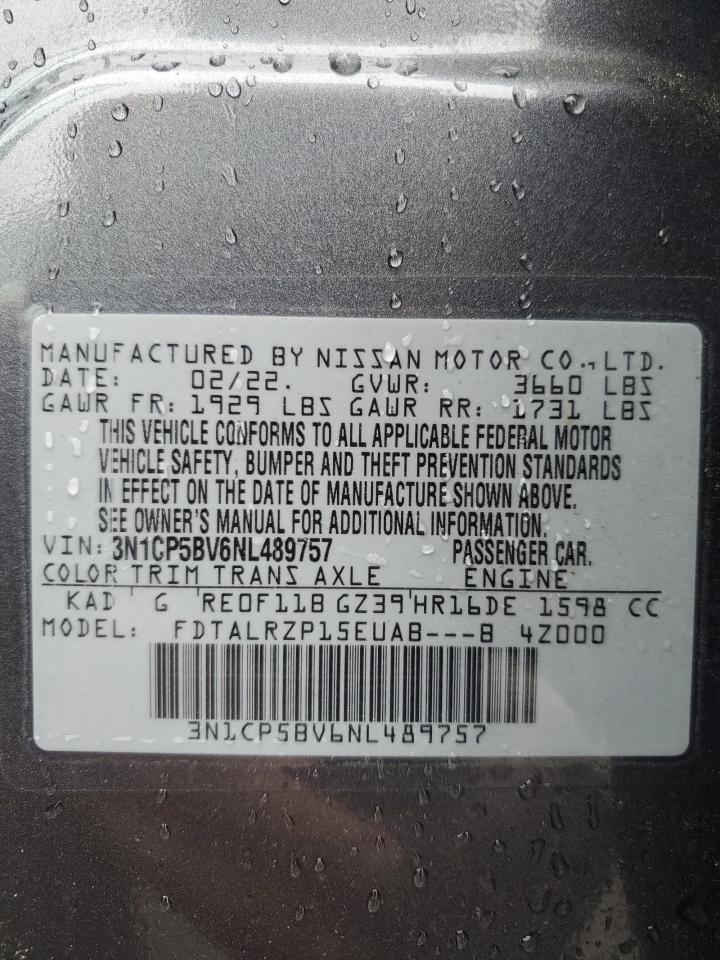 MANUFACTURED BY NISSAN MOTOR CO., LTD.
DATE: 02/22. GVWR: 3660 LBS
GAWR FR: 1929 LBS GAWR RR: 1731 LBS
THIS VEHICLE CONFORMS TO ALL APPLICABLE FEDERAL MOTOR
VEHICLE SAFETY, BUMPER AND THEFT PREVENTION STANDARDS
IN EFFECT ON THE DATE OF MANUFACTURE SHOWN ABOVE.
SEE OWNER'S MANUAL FOR ADDITIONAL INFORMATION.
VIN: 3N1CP5BV6NL489757 PASSENGER CAR.
COLOR TRIM TRANS AXLE ENGINE
KAD G RE0F11B GZ39 HR16DE 1598 CC
MODEL: FDTALRZP15EUAB---B 4Z000
3N1CP5BV6NL489757